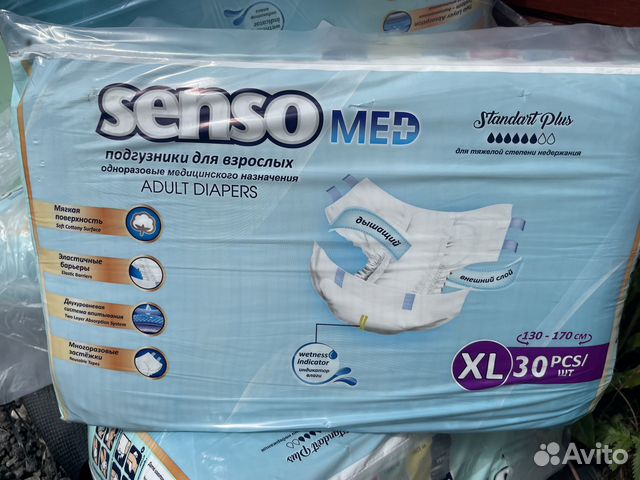 senso MED
Standart Plus
для тяжелой степени недержания
подгузники для взрослых
одноразовые медицинского назначения
ADULT DIAPERS
Мягкая
поверхность
Soft Cottony Surface
Эластичные
барьеры
Elastic Barriers
Двухуровневая
система впитывания
Two Layer Absorption System
Многоразовые
застежки
Reusable Tapes
дышащий
внешний слой
wetness
indicator
индикатор
влаги
130 - 170 см
XL 30 PCS/
ШТ
Standart Plus
Avito